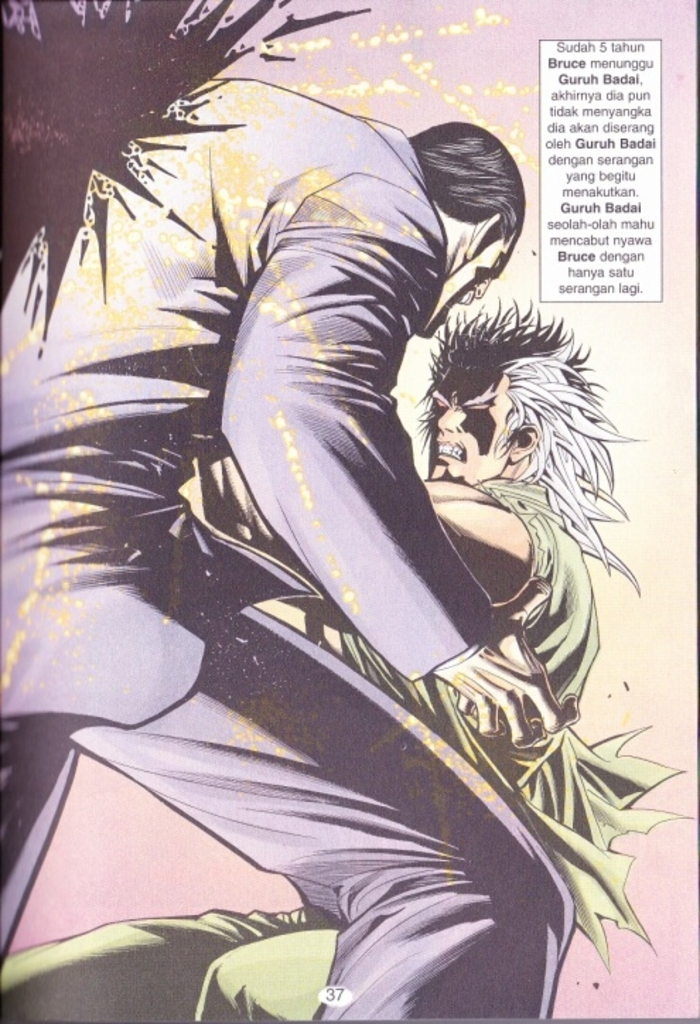 Sudah 5 tahun
Bruce menunggu
Guruh Badai,
akhirnya dia pun
tidak menyangka
dia akan diserang
oleh Guruh Badai
dengan serangan
yang begitu
menakutkan.
Guruh Badai
seolah-olah mahu
mencabut nyawa
Bruce dengan
hanya satu
serangan lagi.
37